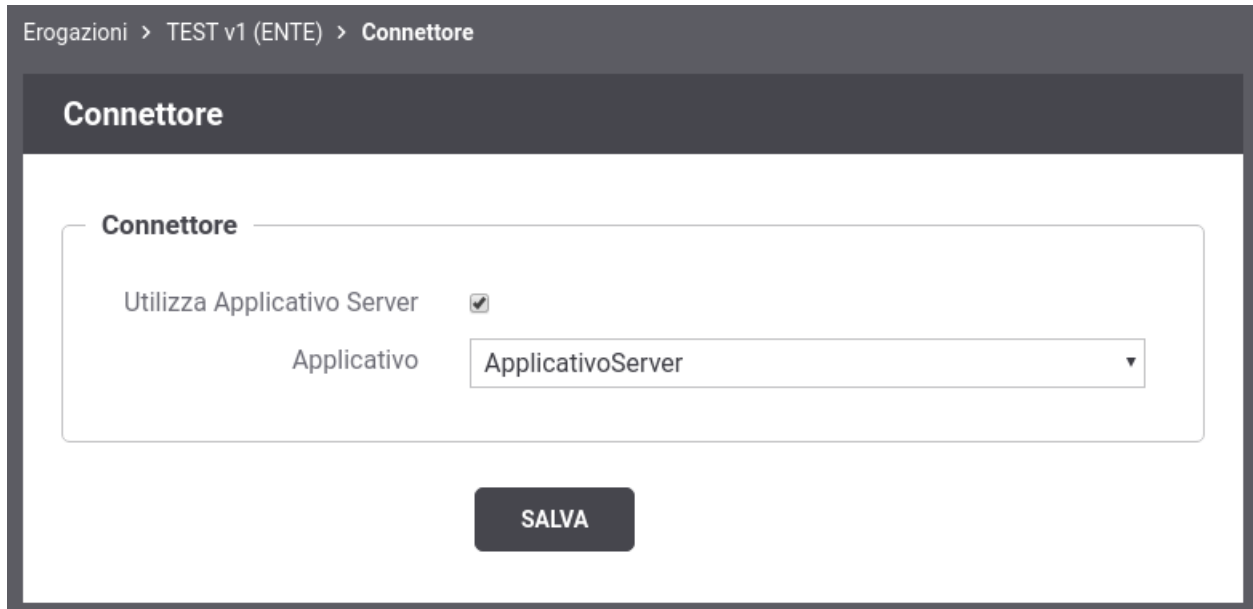 Erogazioni > TEST v1 (ENTE) > Connettore
Connettore
Connettore
Utilizza Applicativo Server
Applicativo ApplicativoServer
SALVA